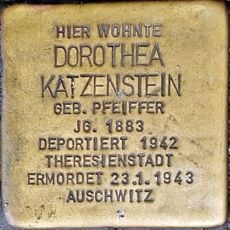 HIER WOHNTE
DOROTHEA
KATZENSTEIN
GEB. PFEIFFER
JG. 1883
DEPORTIERT 1942
THERESIENSTADT
ERMORDET 23.1.1943
AUSCHWITZ